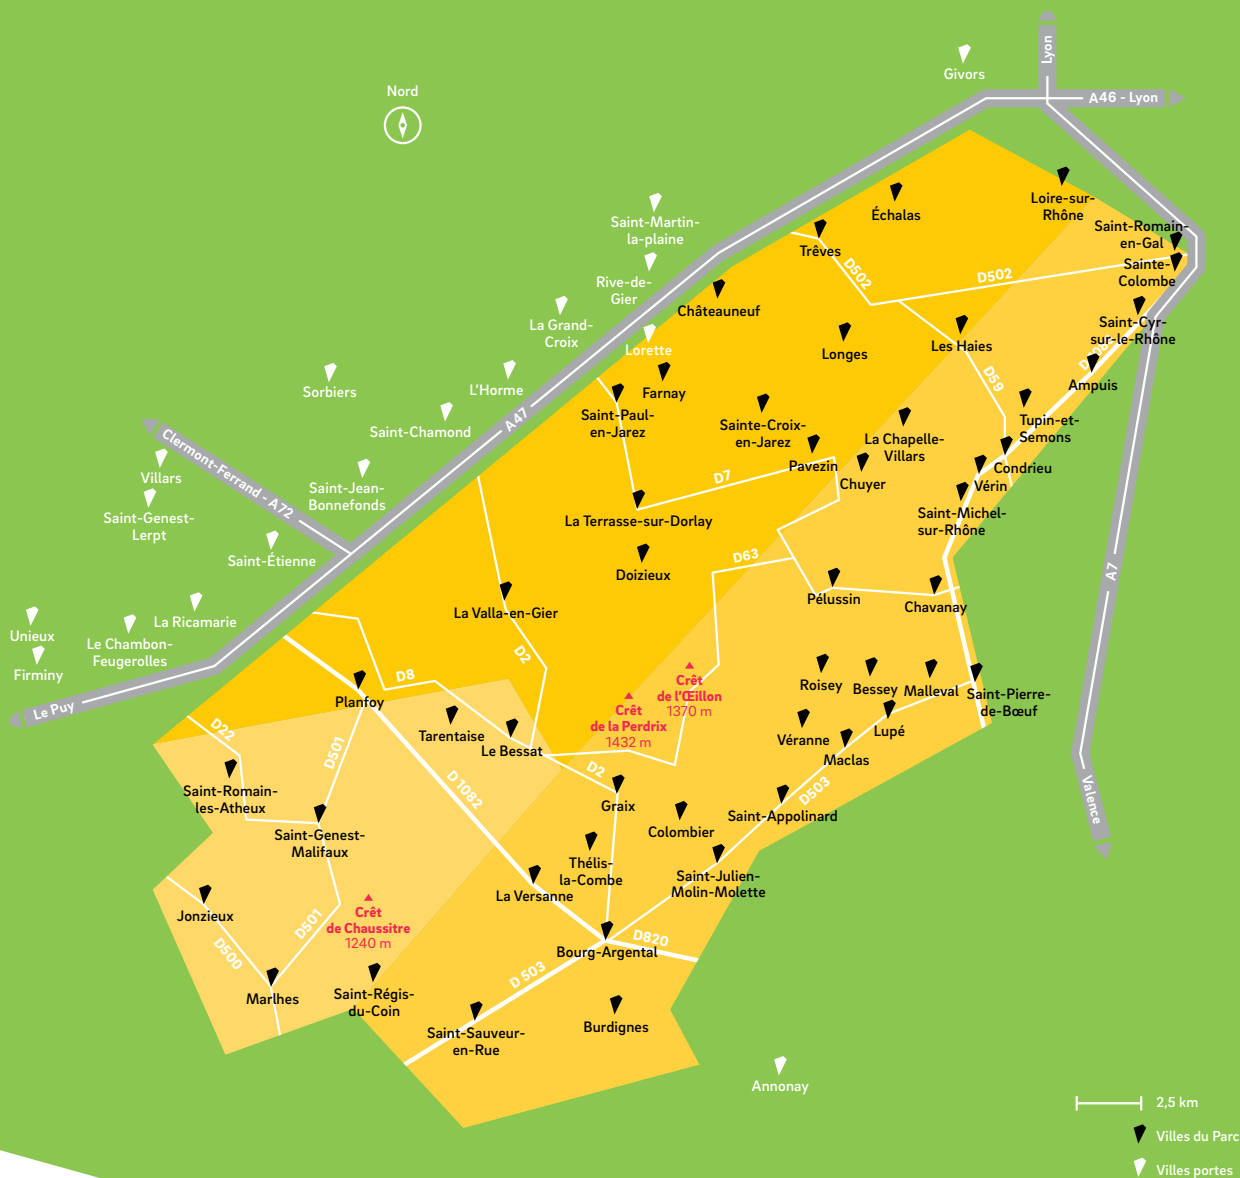 Lyon
Givors
A46 - Lyon
Nord
Loire-sur-
Rhône
Échalas
Saint-Martin-
la-plaine
Saint-Romain-
en-Gal
Trêves
Sainte-
Colombe
D502
D502
Rive-de-
Gier
Châteauneuf
La Grand-
Croix
Saint-Cyr-
sur-le-Rhône
Lorette
Longes
Les Haies
Sorbiers
L'Horme
Farnay
D59
Ampuis
A47
Saint-Chamond
Saint-Paul-
en-Jarez
Sainte-Croix-
en-Jarez
La Chapelle-
Villars
Tupin-et-
Semons
Clermont-Ferrand - A72
Villars
Pavezin
Condrieu
D7
Chuyer
Vérin
Saint-Jean-
Bonnefonds
Saint-Genest-
Lerpt
La Terrasse-sur-Dorlay
Saint-Michel-
sur-Rhône
Saint-Étienne
D63
Doizieux
A7
La Valla-en-Gier
Pélussin
Chavanay
La Ricamarie
Unieux
Le Chambon-
Feugerolles
Firminy
D2
D8
Crêt
de l'Œillon
1370 m
Roisey
Bessey
Malleval
Saint-Pierre-
de-Bœuf
Le Puy
Planfoy
Crêt
de la Perdrix
1432 m
D22
Tarentaise
Le Bessat
Véranne
Lupé
D501
Maclas
D2
D1082
D503
Valence
Saint-Romain-
les-Atheux
Graix
Saint-Appolinard
Saint-Genest-
Malifaux
Colombier
Thélis-
la-Combe
Saint-Julien-
Molin-Molette
La Versanne
Jonzieux
Crêt
de Chaussitre
1240 m
D501
D500
D820
Bourg-Argental
D 503
Marlhes
Saint-Régis-
du-Coin
Saint-Sauveur-
en-Rue
Burdignes
Annonay
2,5 km
Villes du Parc
Villes portes